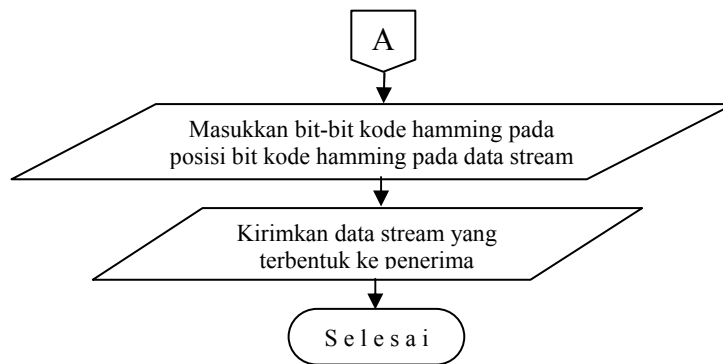 A
Masukkan bit-bit kode hamming pada
posisi bit kode hamming pada data stream
Kirimkan data stream yang
terbentuk ke penerima
S e l e s a i